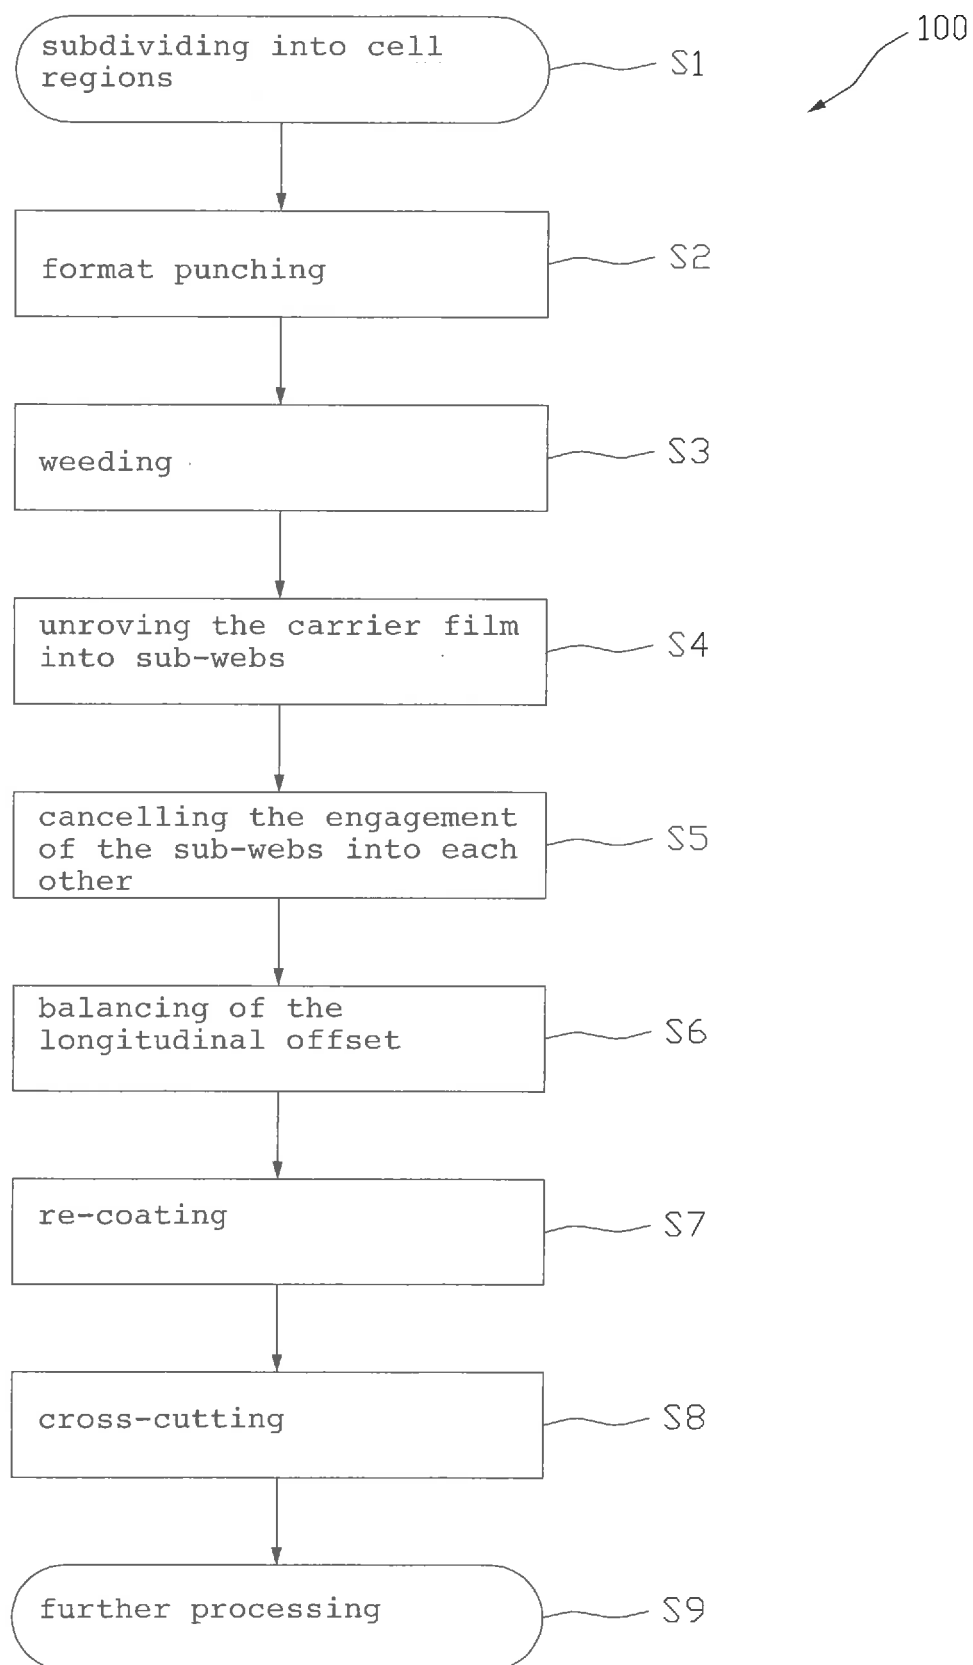 100
subdividing into cell
regions
S1
format punching
S2
weeding
S3
unroving the carrier film
into sub-webs
S4
cancelling the engagement
of the sub-webs into each
other
S5
balancing of the
longitudinal offset
S6
re-coating
S7
cross-cutting
S8
further processing
S9